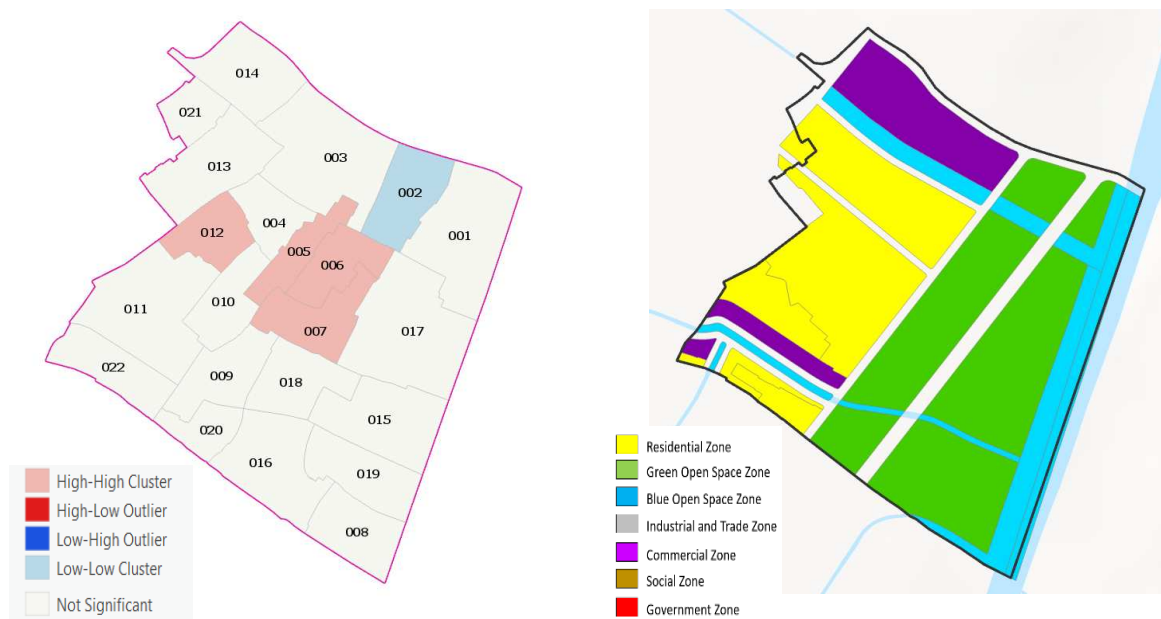 014
021
003
013
002
004
012
001
005
006
010
011
007
017
022
009
018
015
020
016
019
008
High-High Cluster
High-Low Outlier
Low-High Outlier
Low-Low Cluster
Not Significant
Residential Zone
Green Open Space Zone
Blue Open Space Zone
Industrial and Trade Zone
Commercial Zone
Social Zone
Government Zone